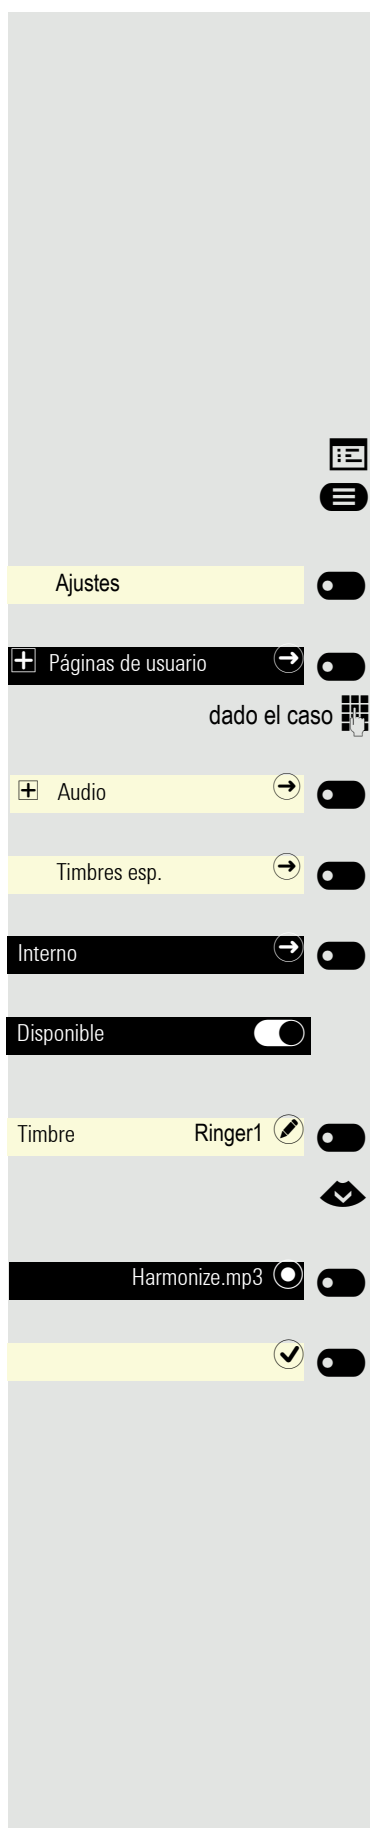 Ajustes
Páginas de usuario
dado el caso
Audio
Timbres esp.
Interno
Disponible
Timbre Ringer1
Harmonize.mp3